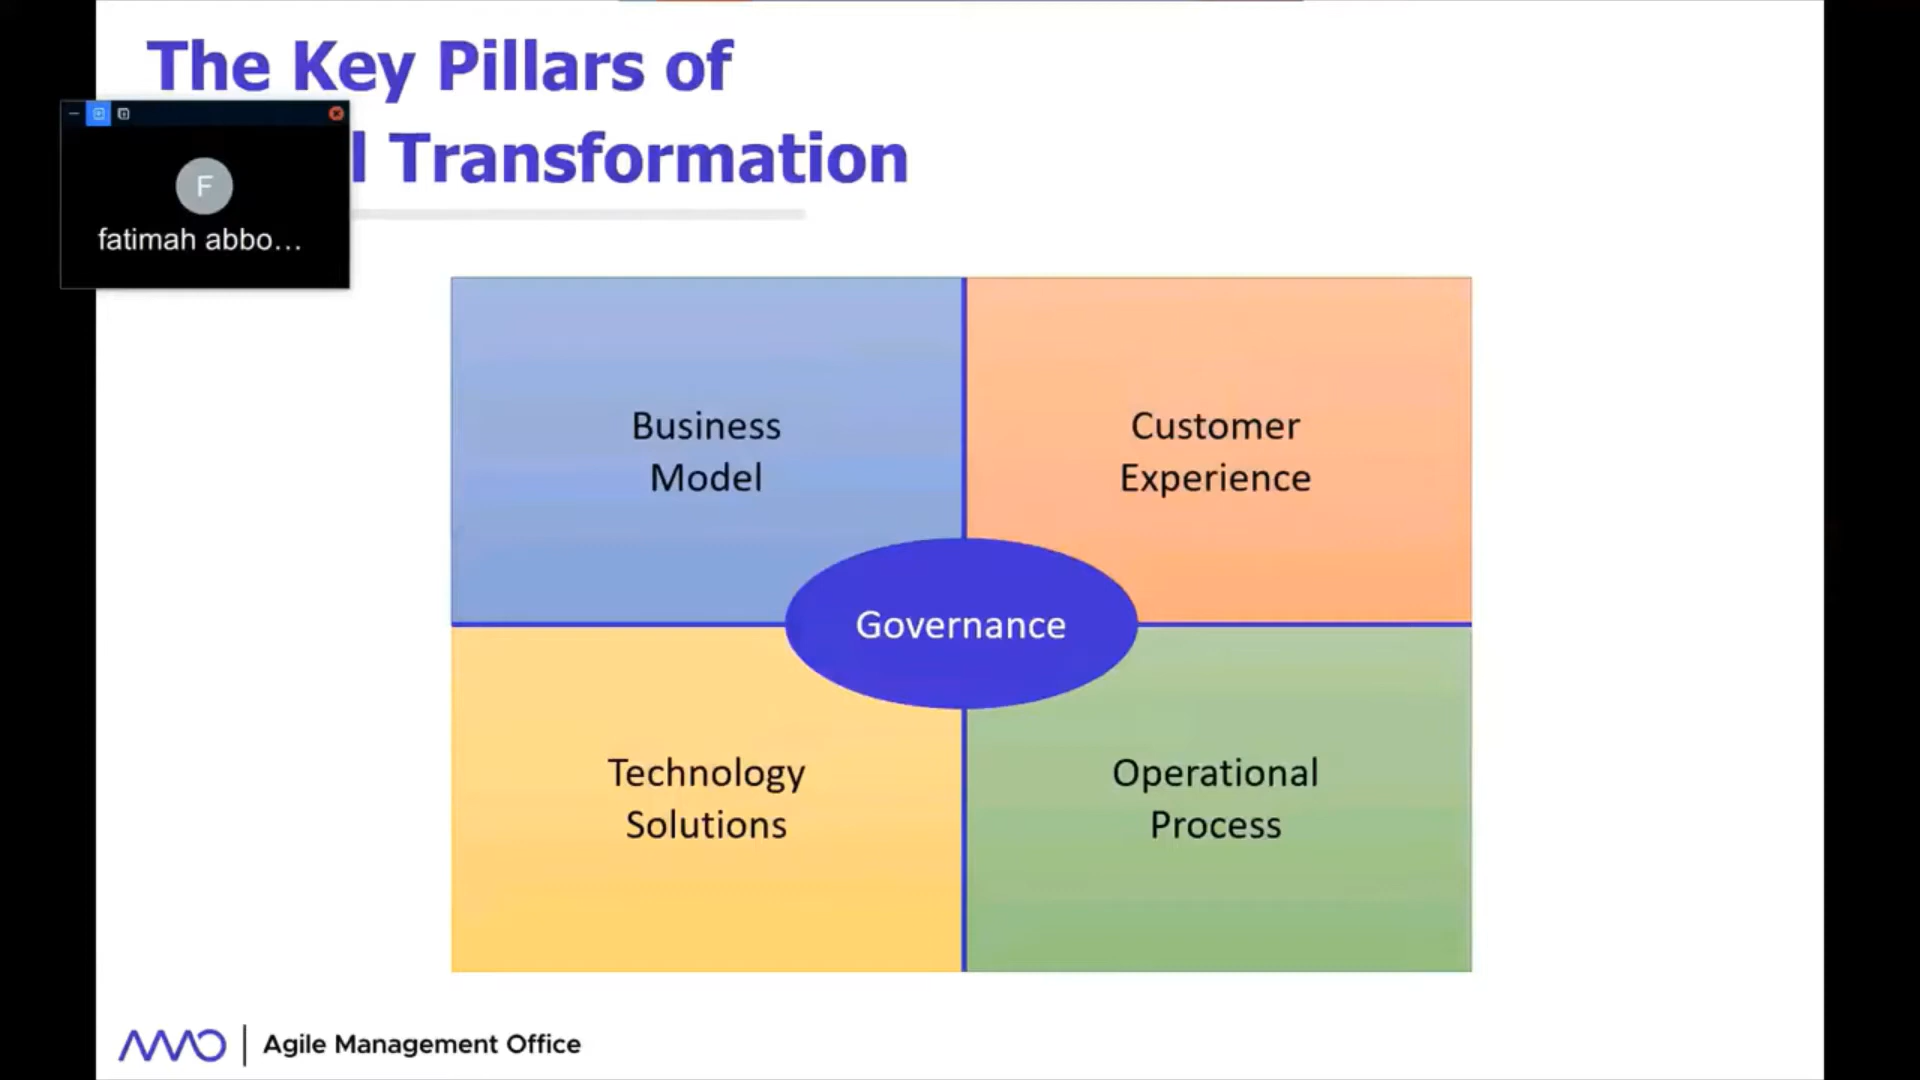 The Key Pillars of
l Transformation
F
fatimah abbo...
Business
Model
Customer
Experience
Governance
Technology
Solutions
Operational
Process
AMO
Agile Management Office